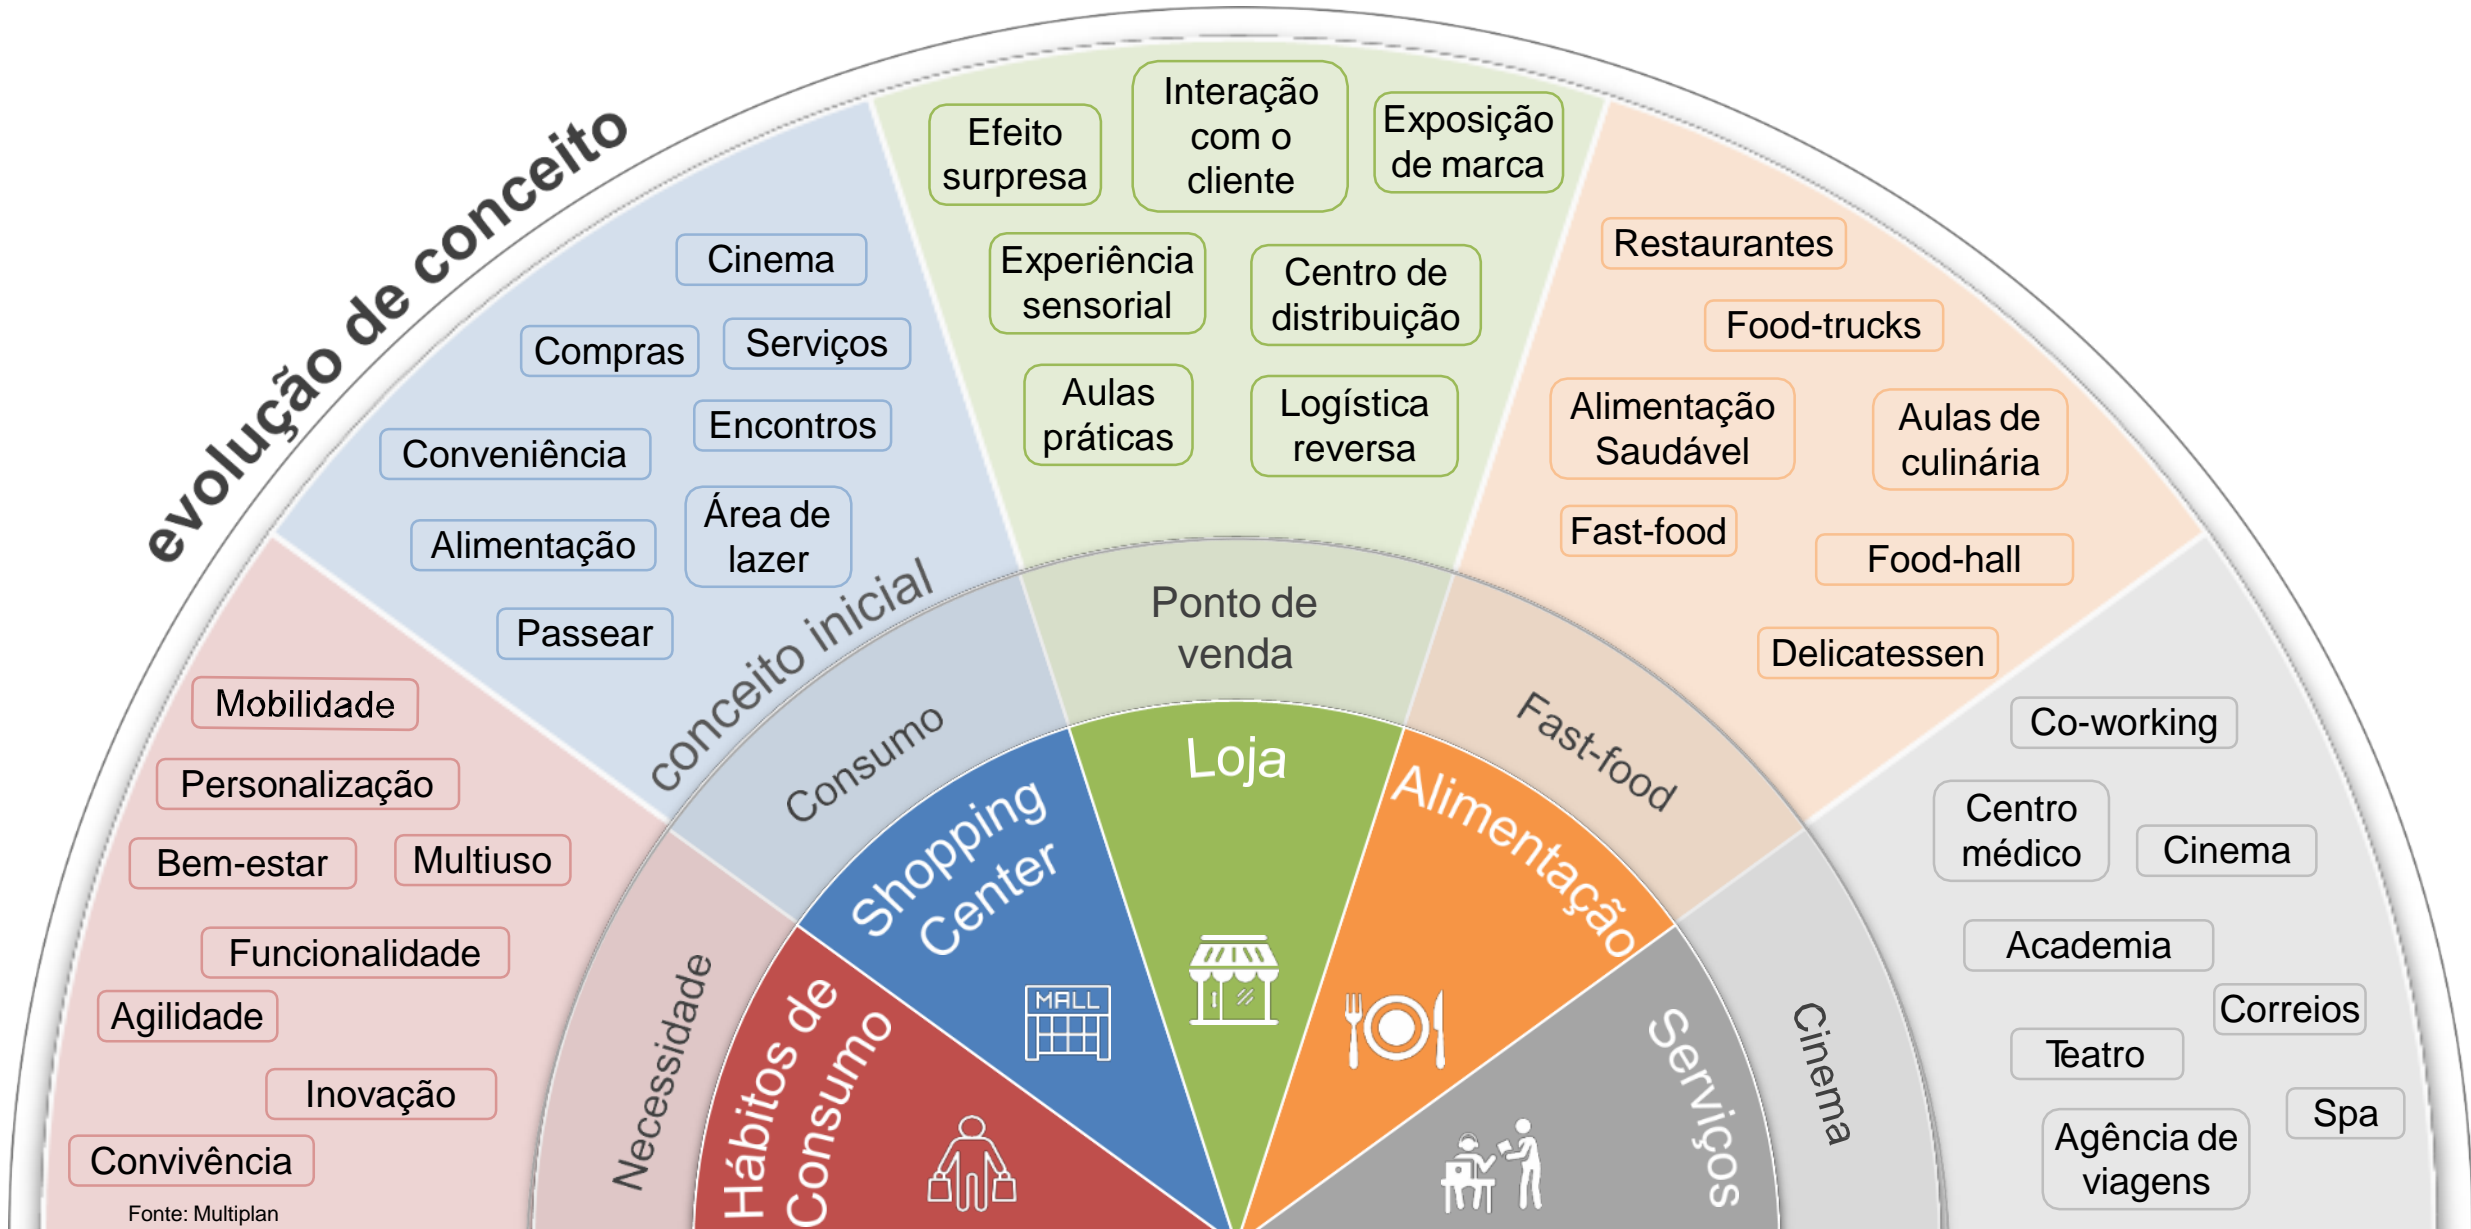 evolução de conceito
conceito inicial
Mobilidade
Personalização
Bem-estar
Multiuso
Funcionalidade
Agilidade
Inovação
Convivência
Necessidade
Hábitos de
Consumo
Cinema
Compras
Serviços
Encontros
Conveniência
Alimentação
Área de
lazer
Passear
Consumo
Shopping
Center
MALL
Efeito
surpresa
Interação
com o
cliente
Exposição
de marca
Experiência
sensorial
Centro de
distribuição
Aulas
práticas
Logística
reversa
Ponto de
venda
Loja
Restaurantes
Food-trucks
Alimentação
Saudável
Aulas de
culinária
Fast-food
Food-hall
Delicatessen
Fast-food
Alimentação
Co-working
Centro
médico
Cinema
Academia
Correios
Teatro
Spa
Agência de
viagens
Cinema
Serviços
Fonte: Multiplan